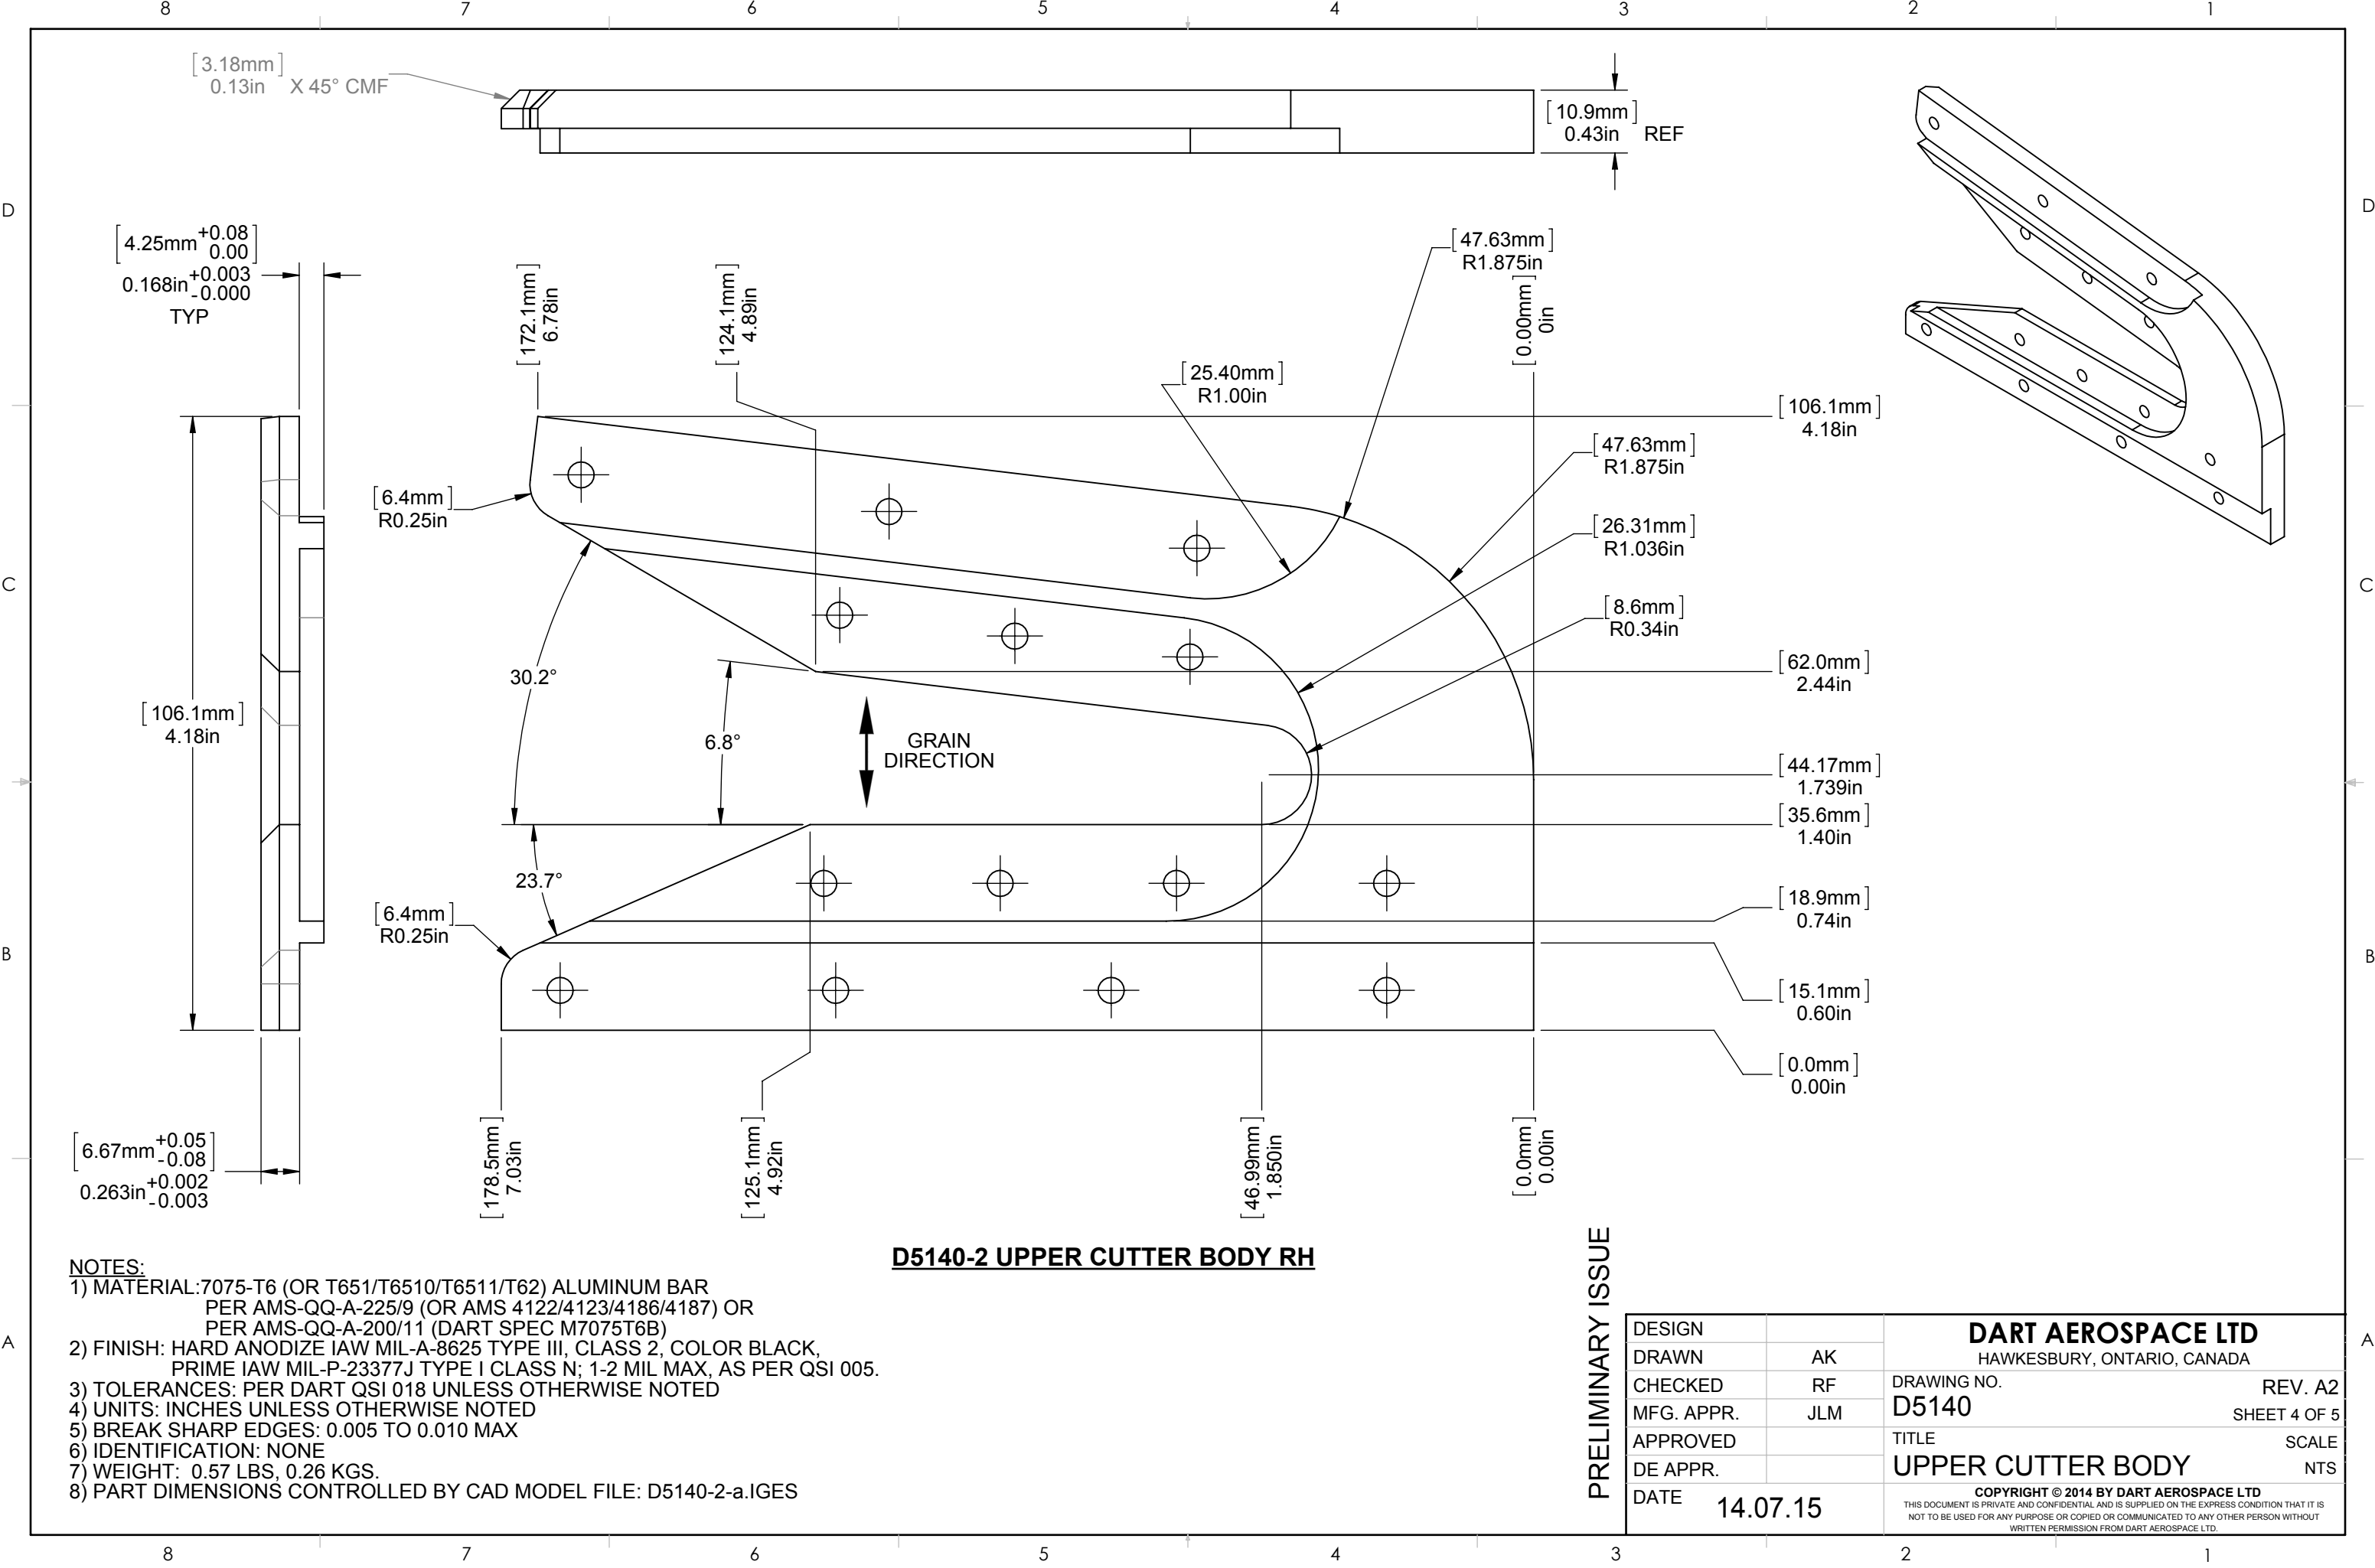 8 7 6 5 4 3 2 1
[3.18mm]
0.13in X 45° CMF
[10.9mm]
0.43in REF
D D
[4.25mm +0.08 0.00]
0.168in +0.003 -0.000
TYP
[172.1mm]
6.78in
[124.1mm]
4.89in
[47.63mm]
R1.875in
[0.00mm]
0in
[25.40mm]
R1.00in
[106.1mm]
4.18in
[47.63mm]
R1.875in
[6.4mm]
R0.25in
[26.31mm]
R1.036in
C C
[8.6mm]
R0.34in
30.2°
[62.0mm]
2.44in
[106.1mm]
4.18in
6.8°
GRAIN
DIRECTION
[44.17mm]
1.739in
[35.6mm]
1.40in
23.7°
[18.9mm]
0.74in
[6.4mm]
R0.25in
B B
[15.1mm]
0.60in
[0.0mm]
0.00in
[6.67mm +0.05 -0.08]
0.263in +0.002 -0.003
[178.5mm]
7.03in
[125.1mm]
4.92in
[46.99mm]
1.850in
[0.0mm]
0.00in
D5140-2 UPPER CUTTER BODY RH
NOTES:
1) MATERIAL:7075-T6 (OR T651/T6510/T6511/T62) ALUMINUM BAR
PER AMS-QQ-A-225/9 (OR AMS 4122/4123/4186/4187) OR
PER AMS-QQ-A-200/11 (DART SPEC M7075T6B)
2) FINISH: HARD ANODIZE IAW MIL-A-8625 TYPE III, CLASS 2, COLOR BLACK,
PRIME IAW MIL-P-23377J TYPE I CLASS N; 1-2 MIL MAX, AS PER QSI 005.
3) TOLERANCES: PER DART QSI 018 UNLESS OTHERWISE NOTED
4) UNITS: INCHES UNLESS OTHERWISE NOTED
5) BREAK SHARP EDGES: 0.005 TO 0.010 MAX
6) IDENTIFICATION: NONE
7) WEIGHT: 0.57 LBS, 0.26 KGS.
8) PART DIMENSIONS CONTROLLED BY CAD MODEL FILE: D5140-2-a.IGES
A A
PRELIMINARY ISSUE
DESIGN
DRAWN AK
CHECKED RF
MFG. APPR. JLM
APPROVED
DE APPR.
DATE 14.07.15
DART AEROSPACE LTD
HAWKESBURY, ONTARIO, CANADA
DRAWING NO. REV. A2
D5140 SHEET 4 OF 5
TITLE SCALE
UPPER CUTTER BODY NTS
COPYRIGHT © 2014 BY DART AEROSPACE LTD
THIS DOCUMENT IS PRIVATE AND CONFIDENTIAL AND IS SUPPLIED ON THE EXPRESS CONDITION THAT IT IS
NOT TO BE USED FOR ANY PURPOSE OR COPIED OR COMMUNICATED TO ANY OTHER PERSON WITHOUT
WRITTEN PERMISSION FROM DART AEROSPACE LTD.
8 7 6 5 4 3 2 1